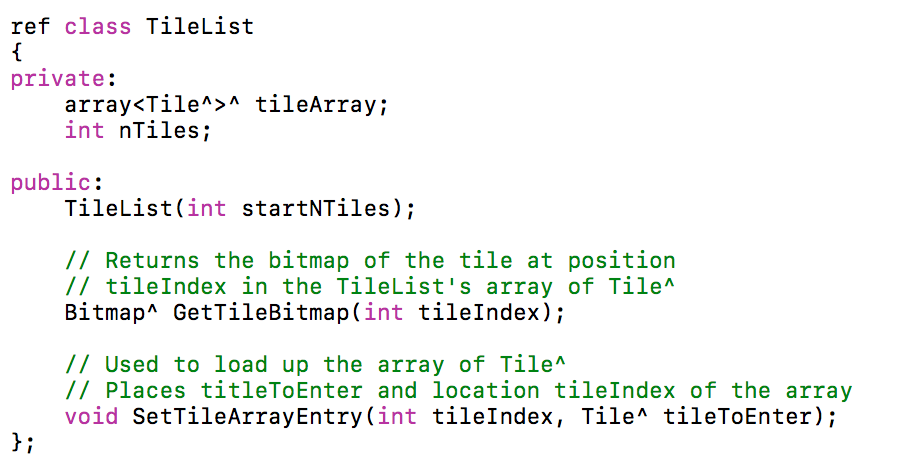 ref class TileList
{
private:
    array<Tile^>^ tileArray;
    int nTiles;

public:
    TileList(int startNTiles);

    // Returns the bitmap of the tile at position
    // tileIndex in the TileList's array of Tile^
    Bitmap^ GetTileBitmap(int tileIndex);

    // Used to load up the array of Tile^
    // Places titleToEnter and location tileIndex of the array
    void SetTileArrayEntry(int tileIndex, Tile^ tileToEnter);
};